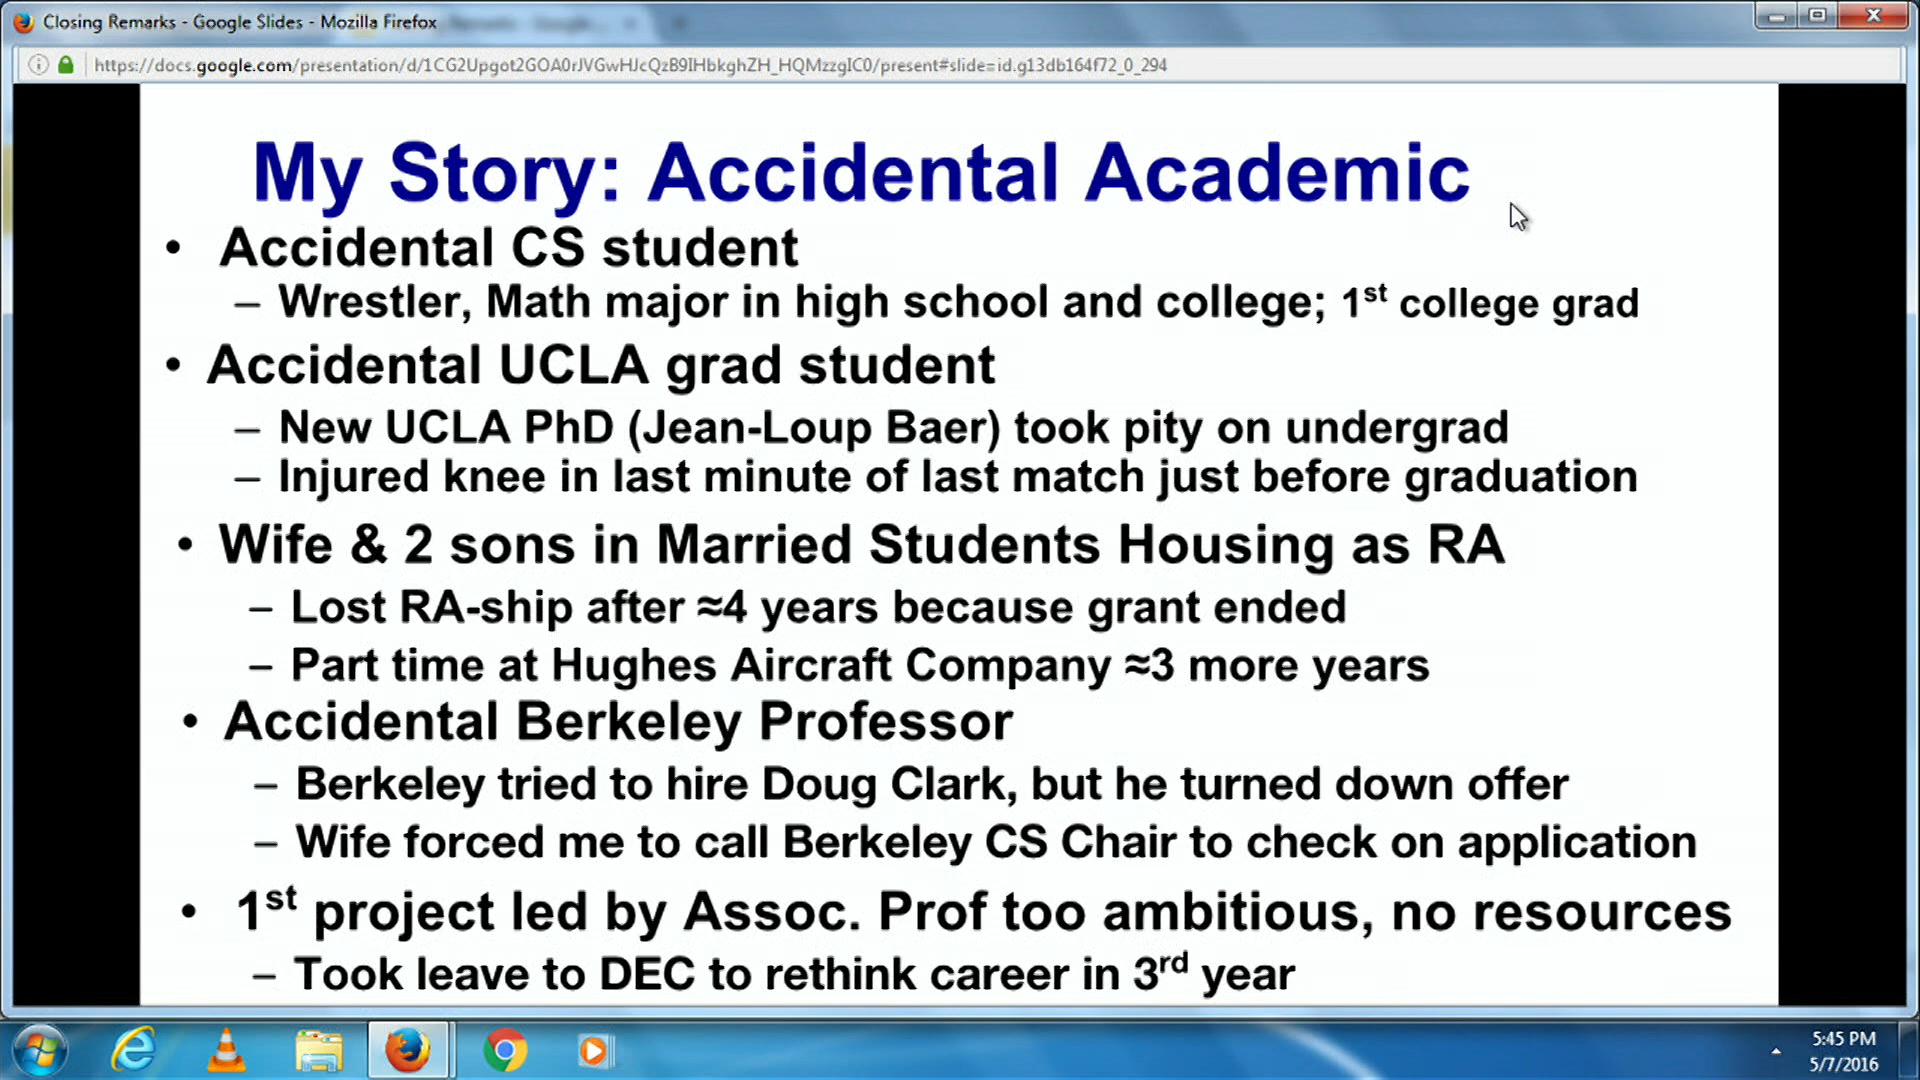 Closing Remarks - Google Slides - Mozilla Firefox
https://docs.google.com/presentation/d/1CG2Upgot2GOA0rJVGwHJcQzB9IHbkghZH_HQMzzgIC0/present#slide=id.g13db164f72_0_294
My Story: Accidental Academic
• Accidental CS student
– Wrestler, Math major in high school and college; 1st college grad
• Accidental UCLA grad student
– New UCLA PhD (Jean-Loup Baer) took pity on undergrad
– Injured knee in last minute of last match just before graduation
• Wife & 2 sons in Married Students Housing as RA
– Lost RA-ship after ≈4 years because grant ended
– Part time at Hughes Aircraft Company ≈3 more years
• Accidental Berkeley Professor
– Berkeley tried to hire Doug Clark, but he turned down offer
– Wife forced me to call Berkeley CS Chair to check on application
• 1st project led by Assoc. Prof too ambitious, no resources
– Took leave to DEC to rethink career in 3rd year
5:45 PM
5/7/2016